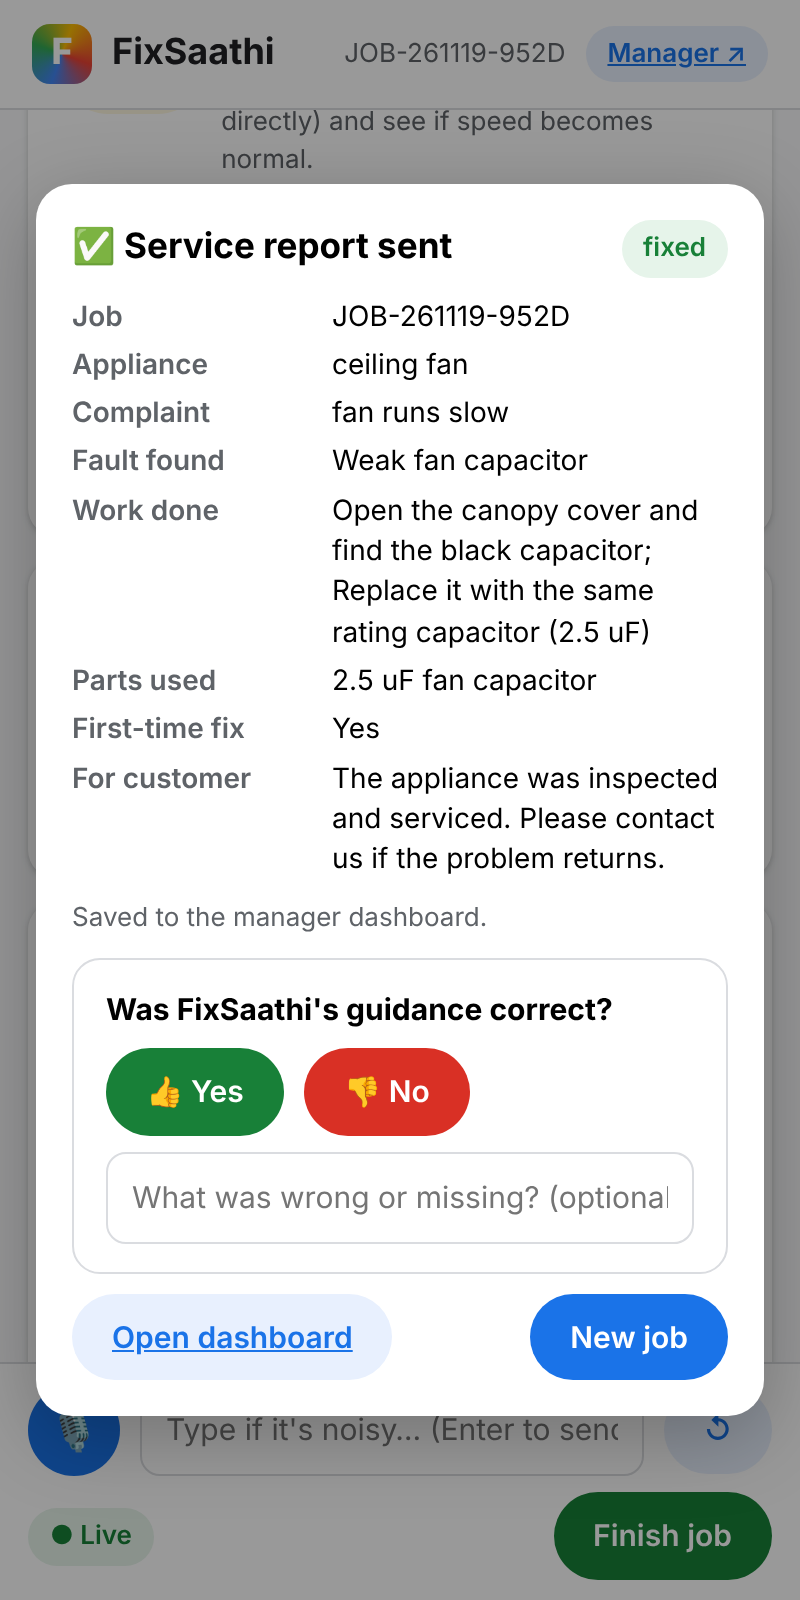 F FixSaathi JOB-261119-952D Manager ↗
directly) and see if speed becomes
normal.
✅ Service report sent fixed
Job JOB-261119-952D
Appliance ceiling fan
Complaint fan runs slow
Fault found Weak fan capacitor
Work done Open the canopy cover and
find the black capacitor;
Replace it with the same
rating capacitor (2.5 uF)
Parts used 2.5 uF fan capacitor
First-time fix Yes
For customer The appliance was inspected
and serviced. Please contact
us if the problem returns.
Saved to the manager dashboard.
Was FixSaathi's guidance correct?
👍 Yes 👎 No
What was wrong or missing? (optional
Open dashboard New job
Type if it's noisy... (Enter to send
Live Finish job